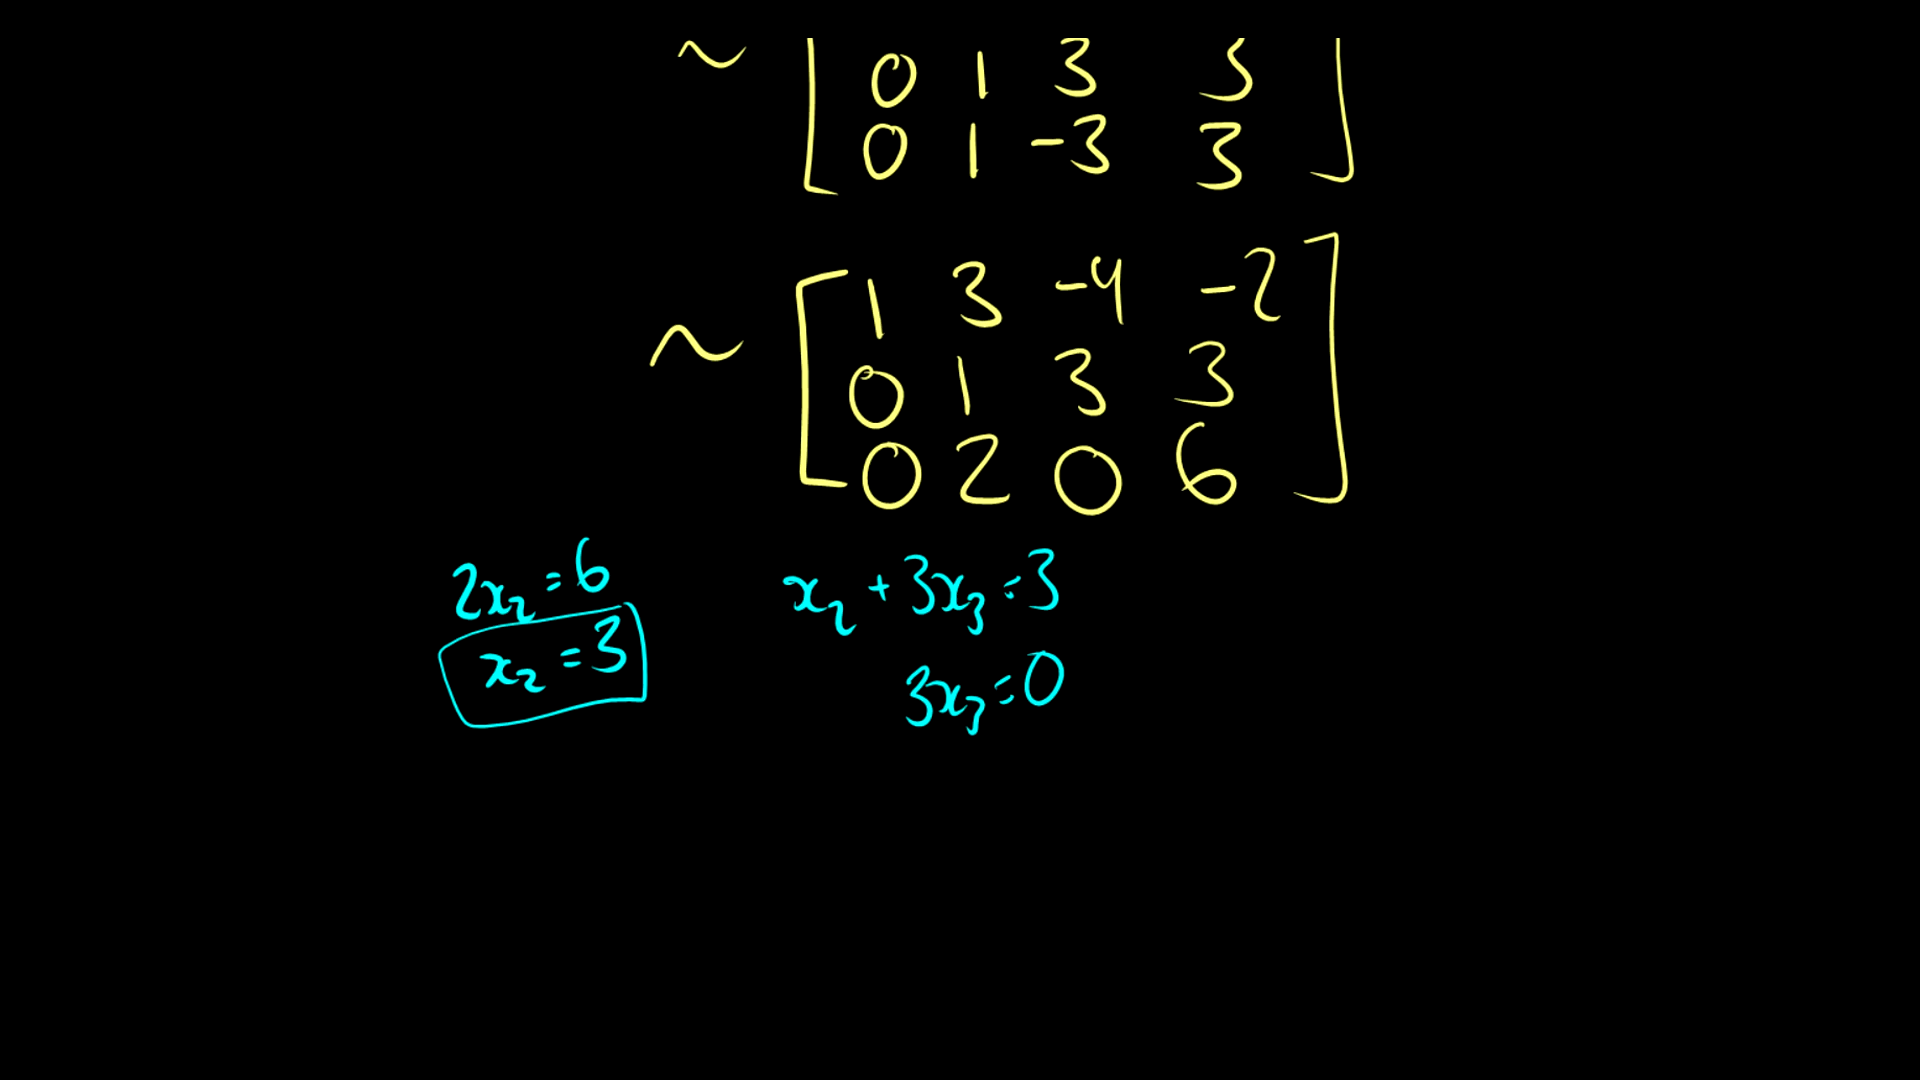 ~ [ 0 1 3 3 ]
0 1 -3 3
1 3 -4 -2
~ [ 0 1 3 3 ]
0 2 0 6
2x₂ = 6
x₂ = 3
x₂ + 3x₃ = 3
3x₃ = 0